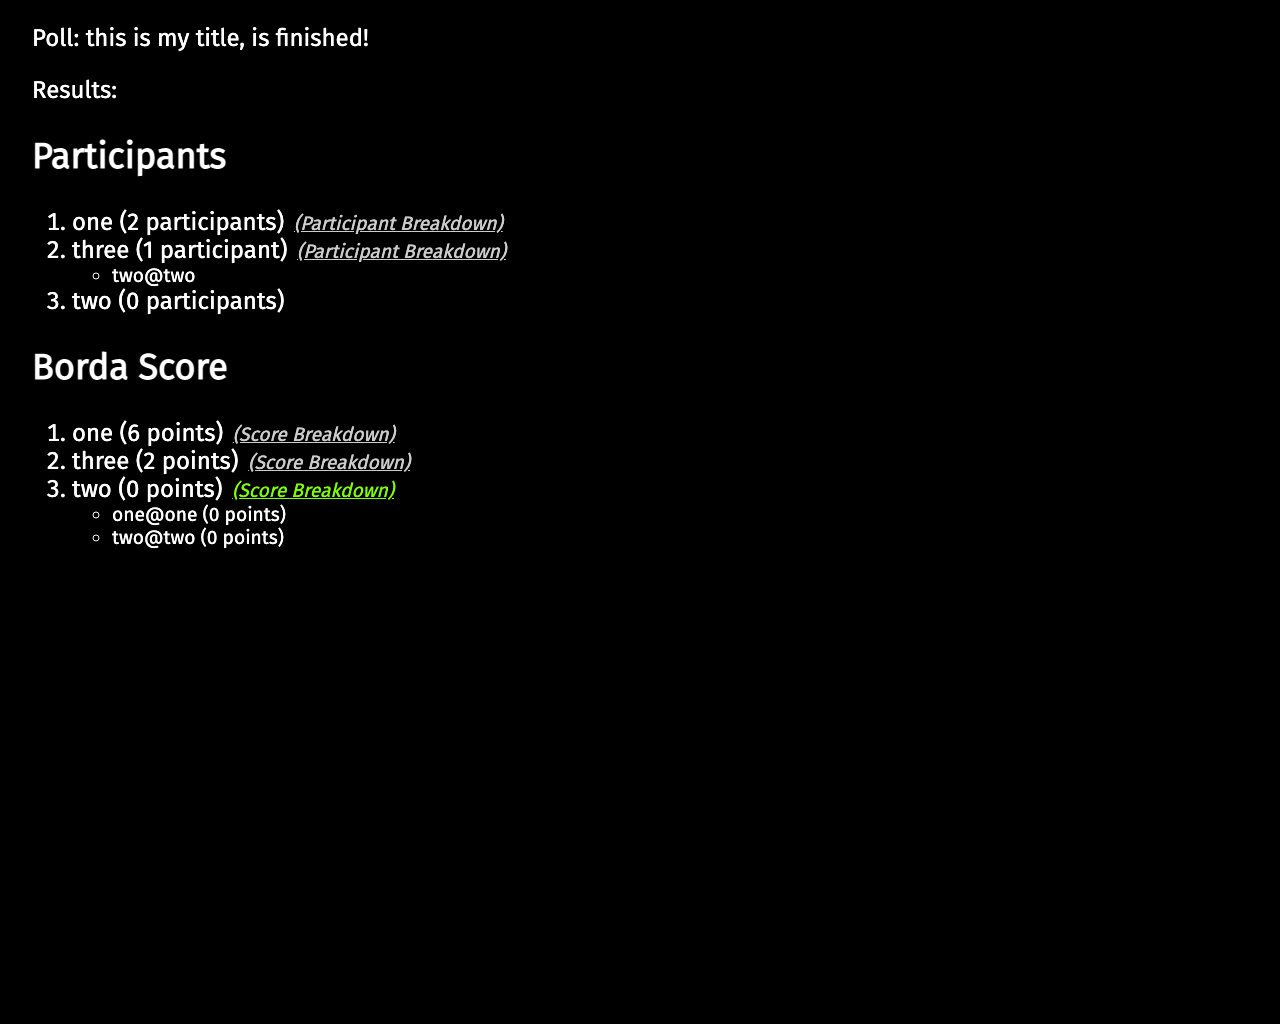 Poll: this is my title, is finished!
Results:
Participants
1. one (2 participants) (Participant Breakdown)
2. three (1 participant) (Participant Breakdown)
◦ two@two
3. two (0 participants)
Borda Score
1. one (6 points) (Score Breakdown)
2. three (2 points) (Score Breakdown)
3. two (0 points) (Score Breakdown)
◦ one@one (0 points)
◦ two@two (0 points)